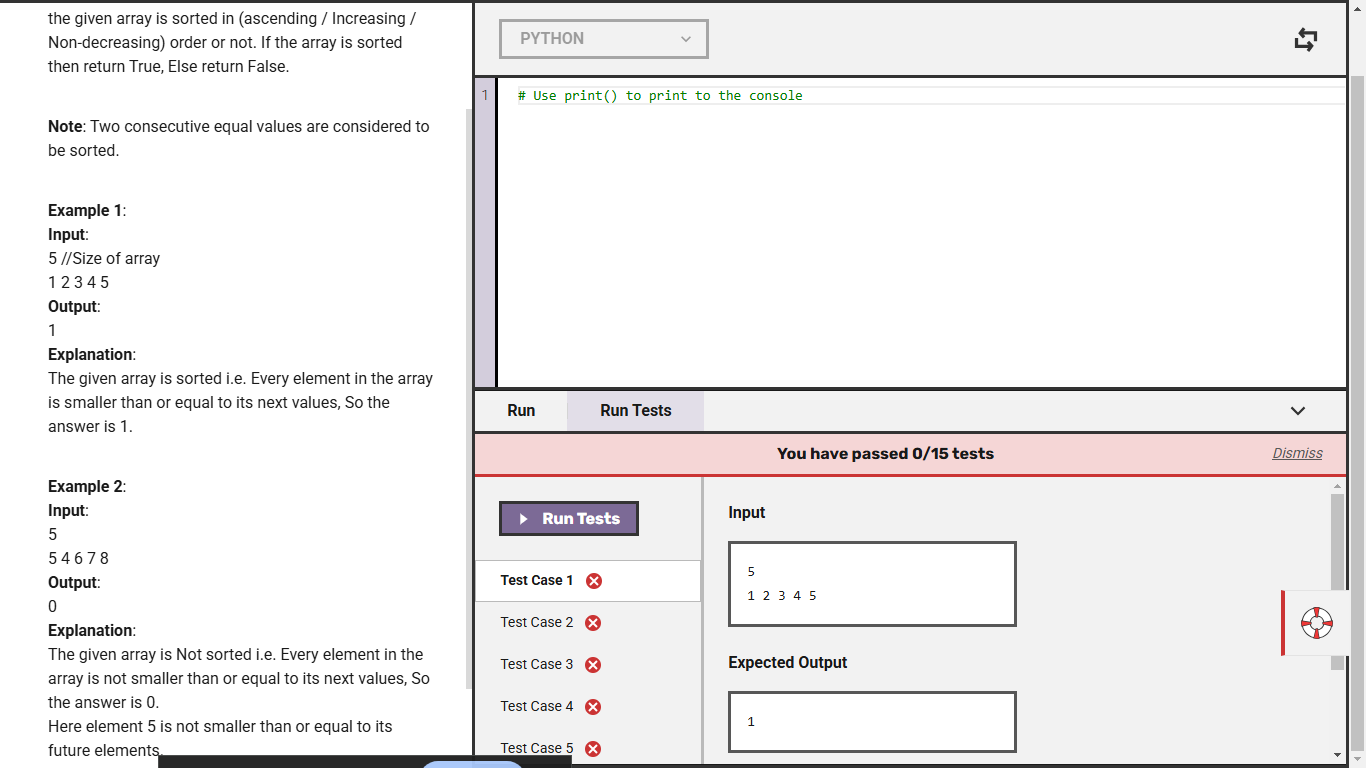 the given array is sorted in (ascending / Increasing /
Non-decreasing) order or not. If the array is sorted
then return True, Else return False.
Note: Two consecutive equal values are considered to
be sorted.
Example 1:
Input:
5 //Size of array
1 2 3 4 5
Output:
1
Explanation:
The given array is sorted i.e. Every element in the array
is smaller than or equal to its next values, So the
answer is 1.
Example 2:
Input:
5
5 4 6 7 8
Output:
0
Explanation:
The given array is Not sorted i.e. Every element in the
array is not smaller than or equal to its next values, So
the answer is 0.
Here element 5 is not smaller than or equal to its
future elements.
PYTHON
1 # Use print() to print to the console
Run Run Tests
You have passed 0/15 tests Dismiss
Run Tests
Test Case 1
Test Case 2
Test Case 3
Test Case 4
Test Case 5
Input
5
1 2 3 4 5
Expected Output
1